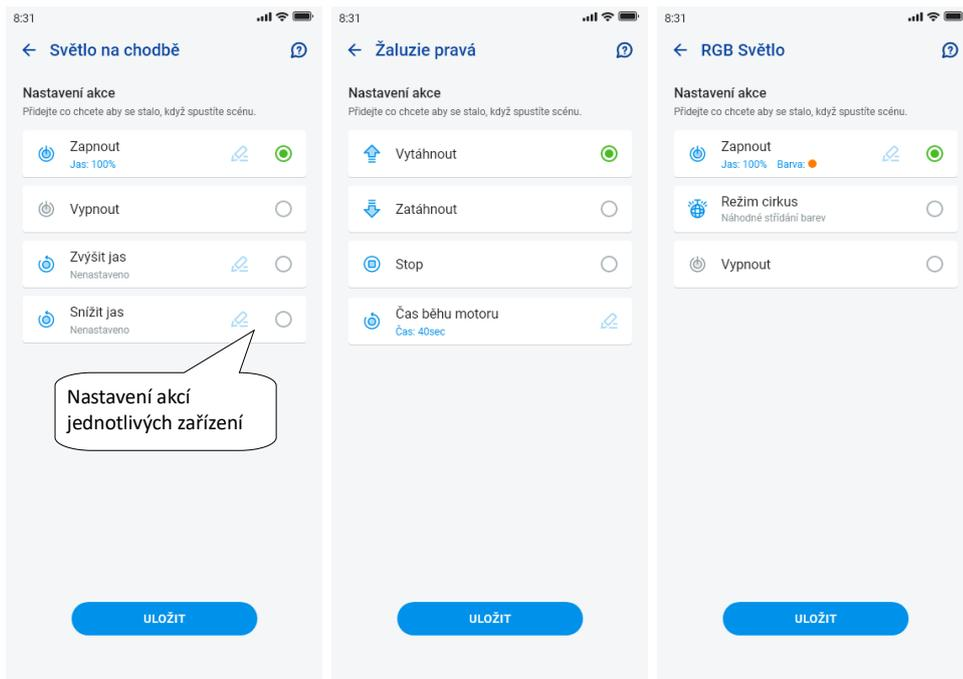 8:31
Světlo na chodbě
Nastavení akce
Přidejte co chcete aby se stalo, když spustíte scénu.
Zapnout
Jas: 100%
Vypnout
Zvýšit jas
Nenastaveno
Snížit jas
Nenastaveno
Nastavení akcí
jednotlivých zařízení
ULOŽIT
8:31
Žaluzie pravá
Nastavení akce
Přidejte co chcete aby se stalo, když spustíte scénu.
Vytáhnout
Zatáhnout
Stop
Čas běhu motoru
Čas: 40sec
ULOŽIT
8:31
RGB Světlo
Nastavení akce
Přidejte co chcete aby se stalo, když spustíte scénu.
Zapnout
Jas: 100% Barva:
Režim cirkus
Náhodné střídání barev
Vypnout
ULOŽIT